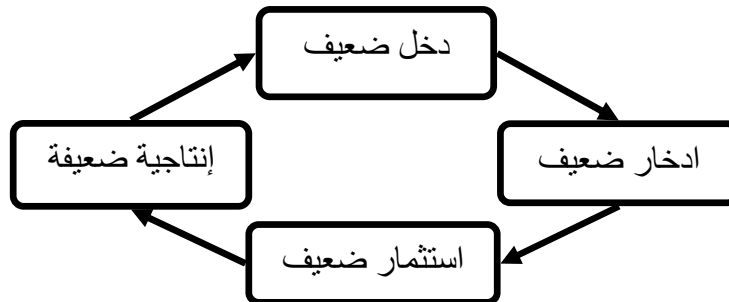 دخل ضعيف
ادخار ضعيف
استثمار ضعيف
إنتاجية ضعيفة